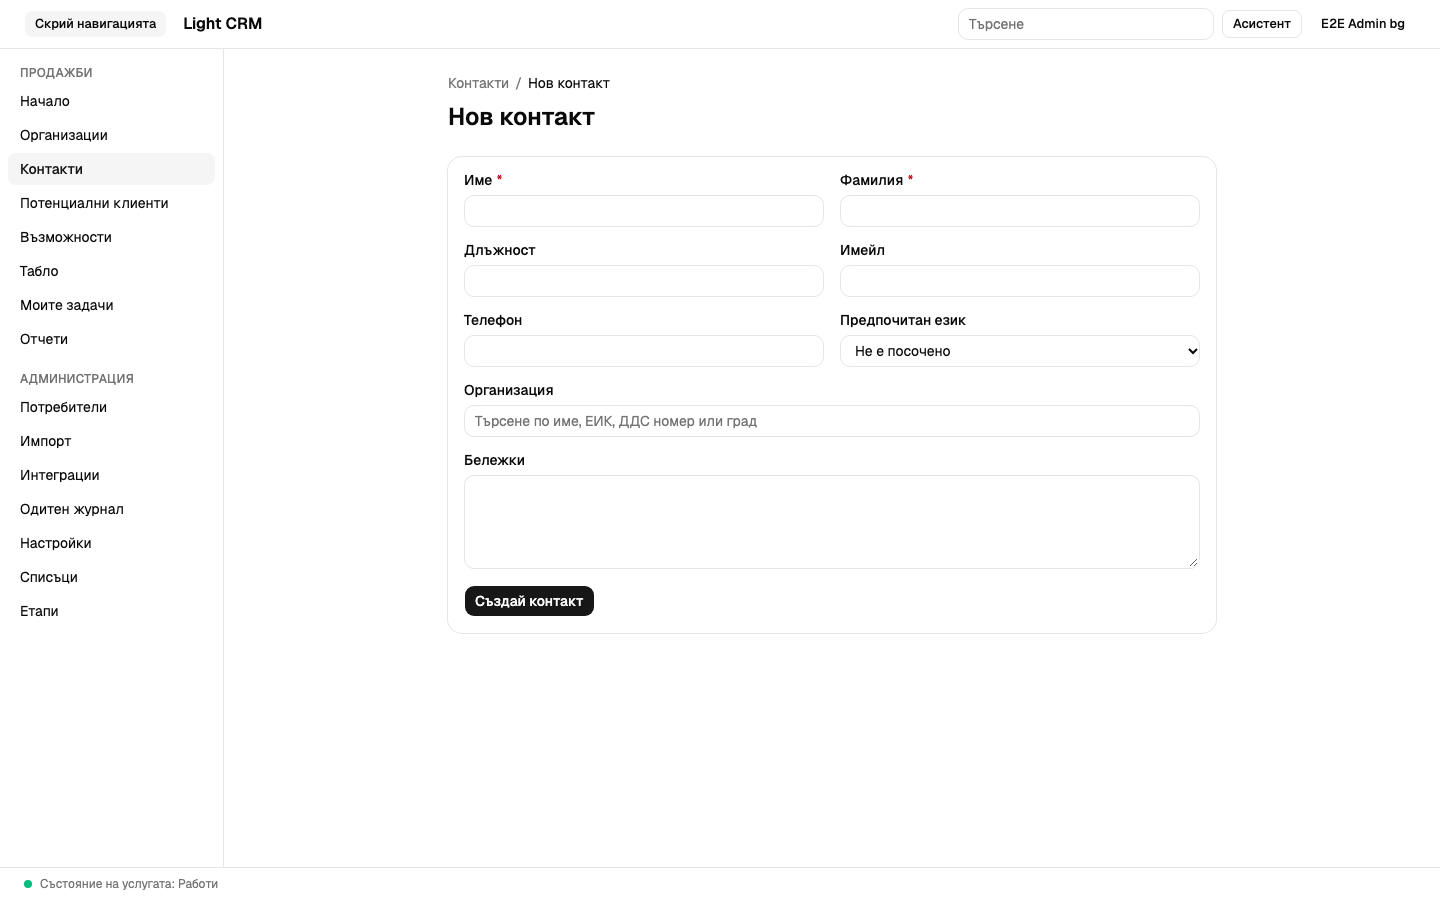 Скрий навигацията
Light CRM
Търсене
Асистент
E2E Admin bg
ПРОДАЖБИ
Начало
Организации
Контакти
Потенциални клиенти
Възможности
Табло
Моите задачи
Отчети
АДМИНИСТРАЦИЯ
Потребители
Импорт
Интеграции
Одитен журнал
Настройки
Списъци
Етапи
Контакти / Нов контакт
Нов контакт
Име *
Фамилия *
Длъжност
Имейл
Телефон
Предпочитан език
Не е посочено
Организация
Търсене по име, ЕИК, ДДС номер или град
Бележки
Създай контакт
Състояние на услугата: Работи